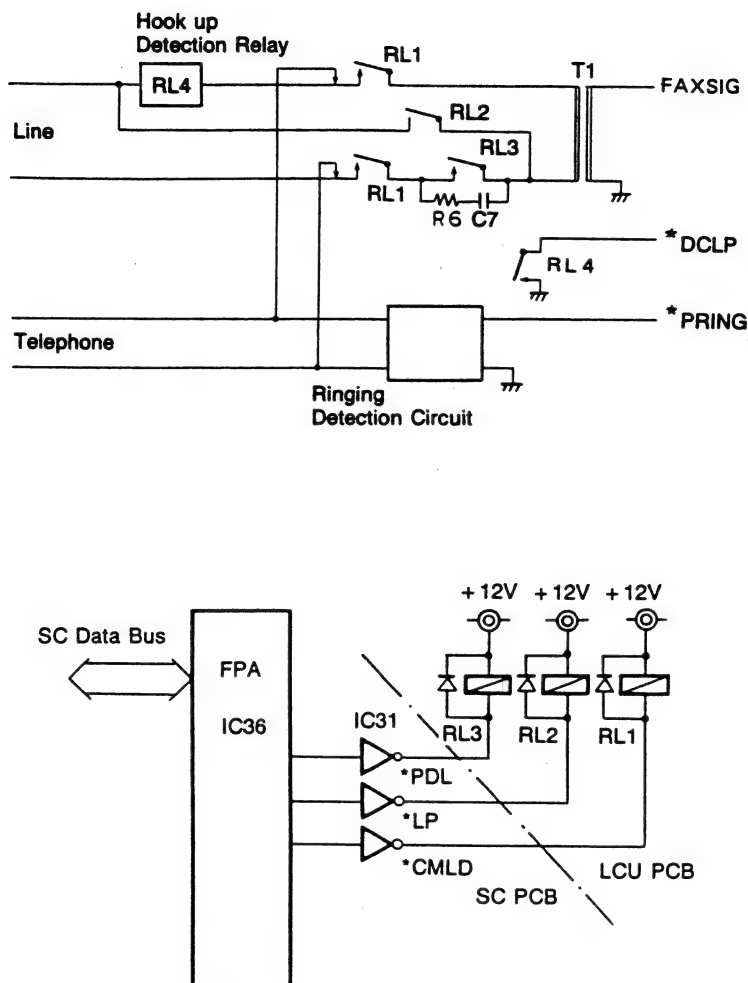 Hook up
Detection Relay
RL4
RL1
T1
FAXSIG
Line
RL2
RL3
RL1
R6 C7
*DCLP
RL4
*PRING
Telephone
Ringing
Detection Circuit
+12V +12V +12V
SC Data Bus
FPA
IC36
IC31
RL3 RL2 RL1
*PDL
*LP
*CMLD
LCU PCB
SC PCB